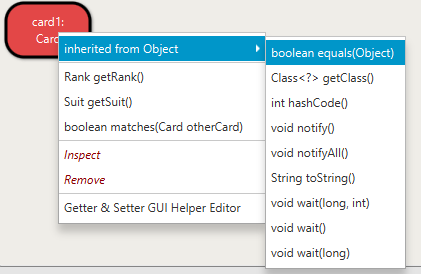 card1:
Card
inherited from Object
Rank getRank()
Suit getSuit()
boolean matches(Card otherCard)
Inspect
Remove
Getter & Setter GUI Helper Editor
boolean equals(Object)
Class<?> getClass()
int hashCode()
void notify()
void notifyAll()
String toString()
void wait(long, int)
void wait()
void wait(long)